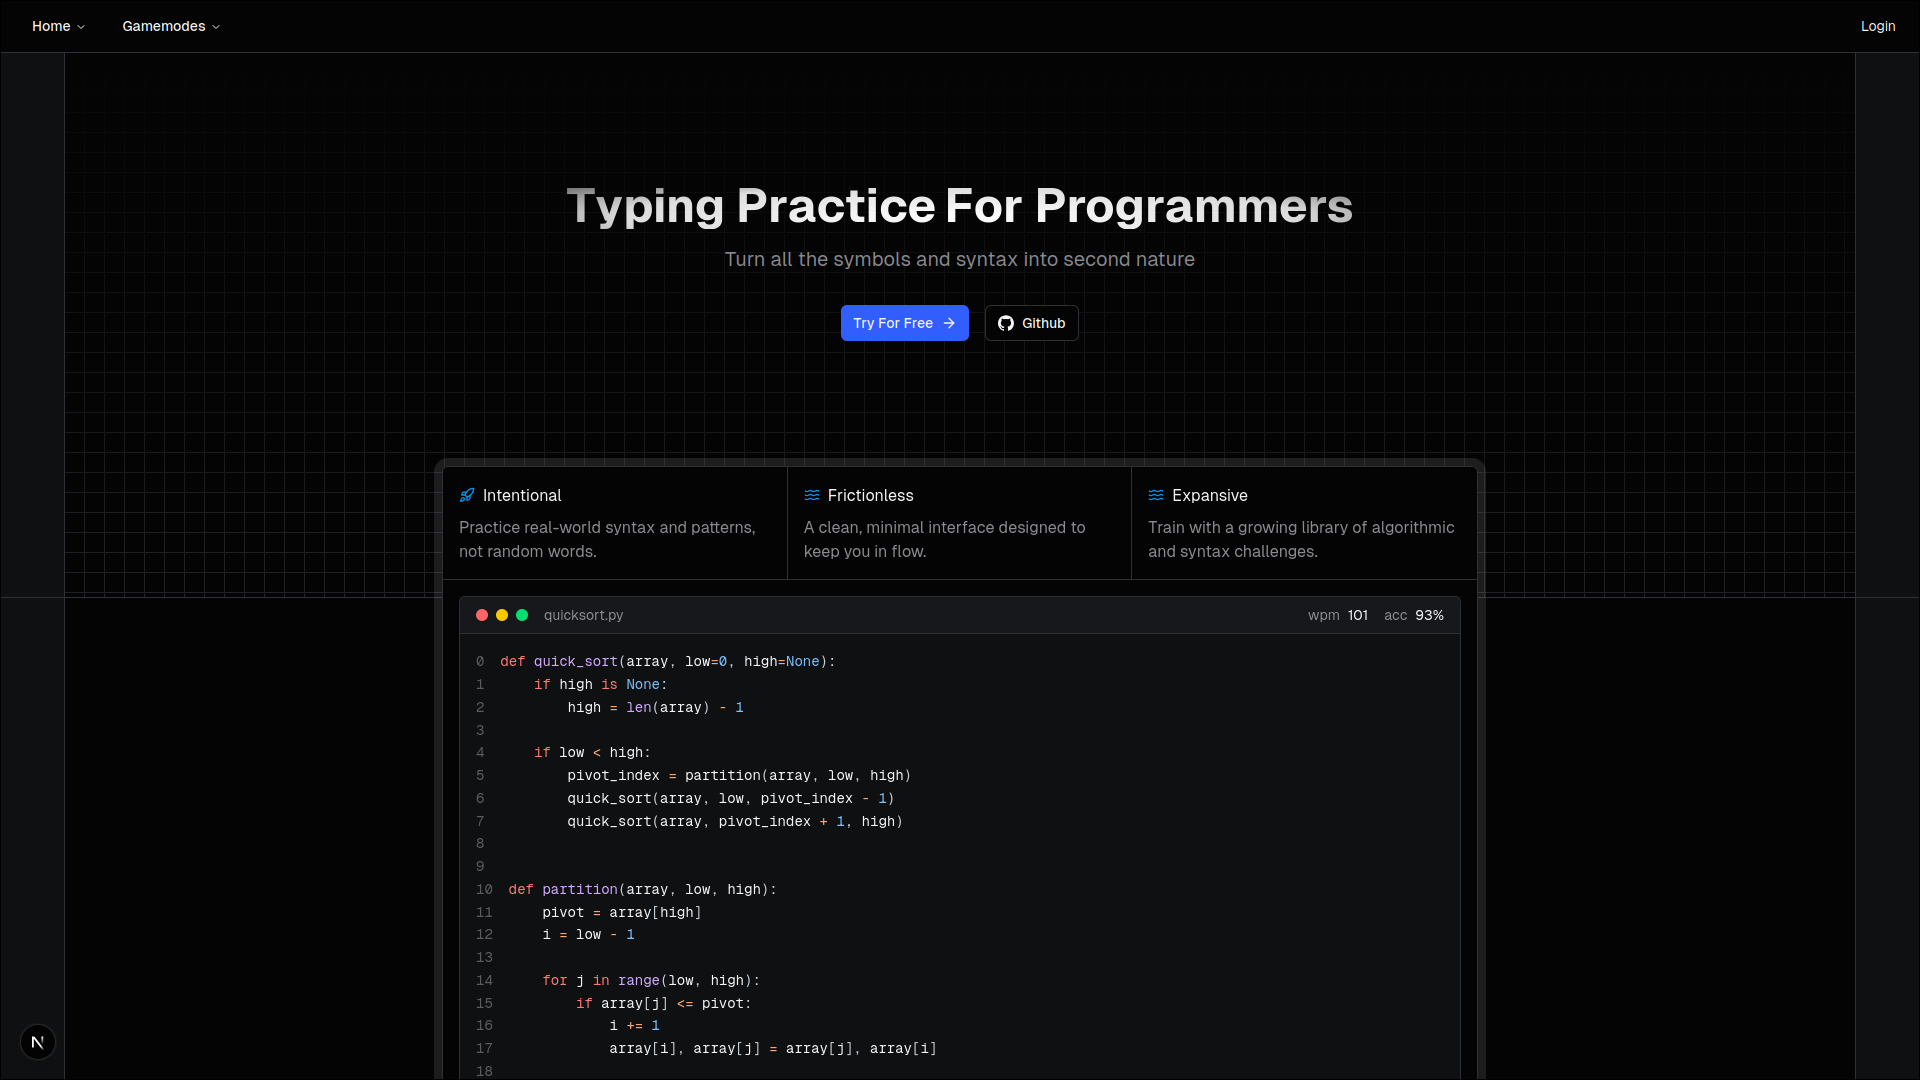 Home Gamemodes Login
Typing Practice For Programmers
Turn all the symbols and syntax into second nature
Try For Free Github
Intentional
Practice real-world syntax and patterns,
not random words.
Frictionless
A clean, minimal interface designed to
keep you in flow.
Expansive
Train with a growing library of algorithmic
and syntax challenges.
quicksort.py wpm 101 acc 93%
0 def quick_sort(array, low=0, high=None):
1     if high is None:
2         high = len(array) - 1
3
4     if low < high:
5         pivot_index = partition(array, low, high)
6         quick_sort(array, low, pivot_index - 1)
7         quick_sort(array, pivot_index + 1, high)
8
9
10 def partition(array, low, high):
11     pivot = array[high]
12     i = low - 1
13
14     for j in range(low, high):
15         if array[j] <= pivot:
16             i += 1
17             array[i], array[j] = array[j], array[i]
18
N